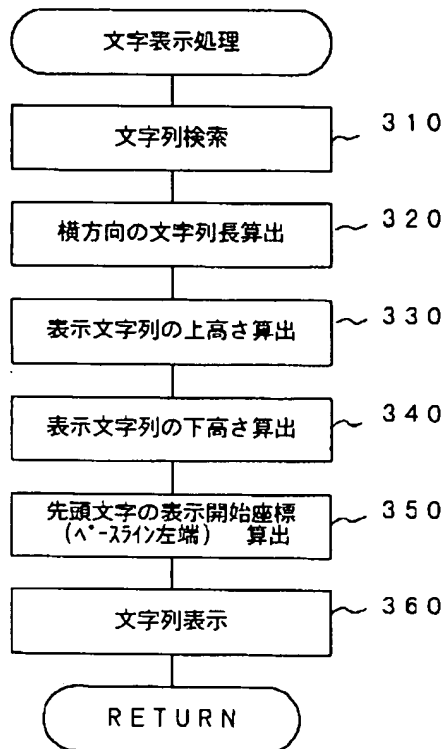 文字表示処理
文字列検索
310
横方向の文字列長算出
320
表示文字列の上高さ算出
330
表示文字列の下高さ算出
340
先頭文字の表示開始座標
(ﾍﾞｰｽﾗｲﾝ左端) 算出
350
文字列表示
360
RETURN